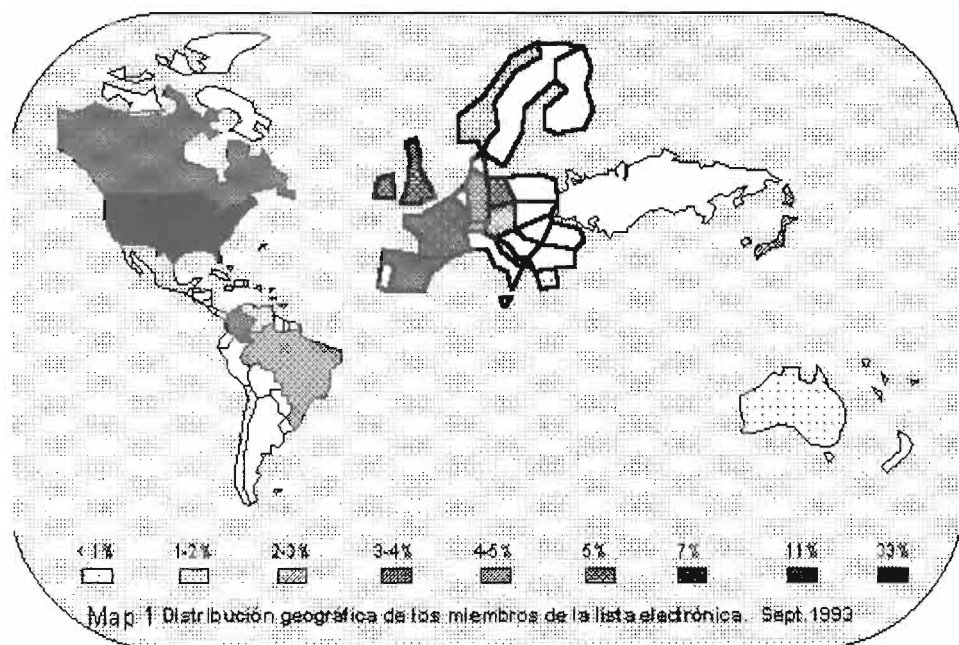 < 1% 1-2% 2-3% 3-4% 4-5% 5% 7% 11% 33%
Map 1 Distribución geográfica de los miembros de la lista electrónica. Sept.1993